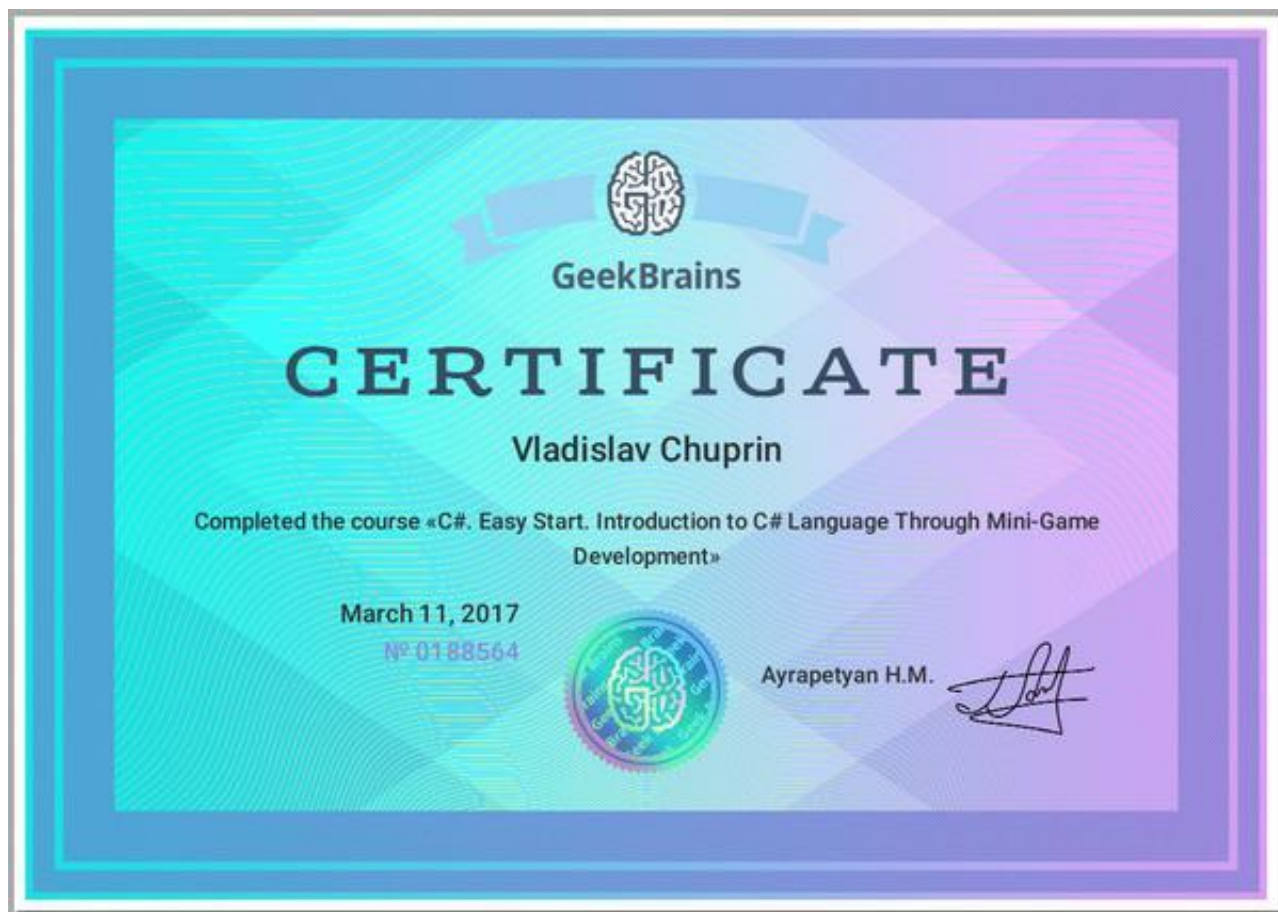 GeekBrains
CERTIFICATE
Vladislav Chuprin
Completed the course «C#. Easy Start. Introduction to C# Language Through Mini-Game
Development»
March 11, 2017
№ 0188564
Ayrapetyan H.M.